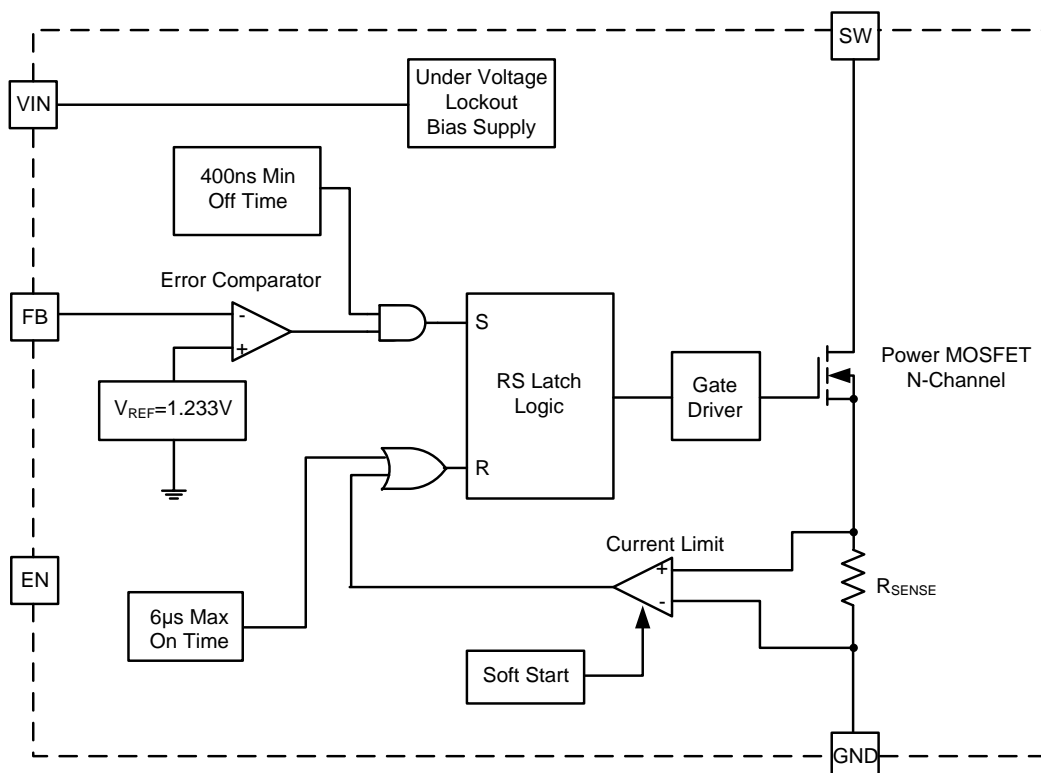 SW
VIN
Under Voltage
Lockout
Bias Supply
400ns Min
Off Time
Error Comparator
FB
-
+
S
RS Latch
Logic
Gate
Driver
Power MOSFET
N-Channel
VREF=1.233V
R
EN
Current Limit
+
-
RSENSE
6µs Max
On Time
Soft Start
GND